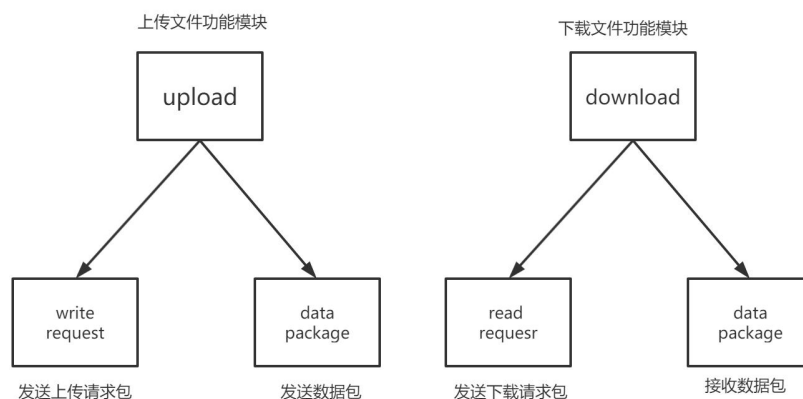 上传文件功能模块
下载文件功能模块
upload
download
write
request
data
package
read
requesr
data
package
发送上传请求包
发送数据包
发送下载请求包
接收数据包